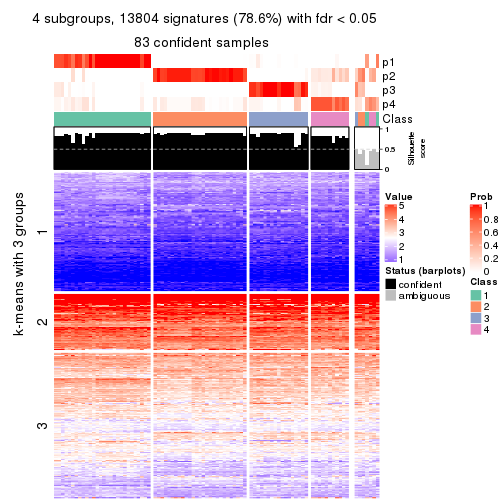 4 subgroups, 13804 signatures (78.6%) with fdr < 0.05
83 confident samples
p1
p2
p3
p4
Class
1
0.5
0
Silhouette
score
k-means with 3 groups
1
2
3
Value
5
4
3
2
1
Status (barplots)
confident
ambiguous
Prob
1
0.8
0.6
0.4
0.2
0
Class
1
2
3
4